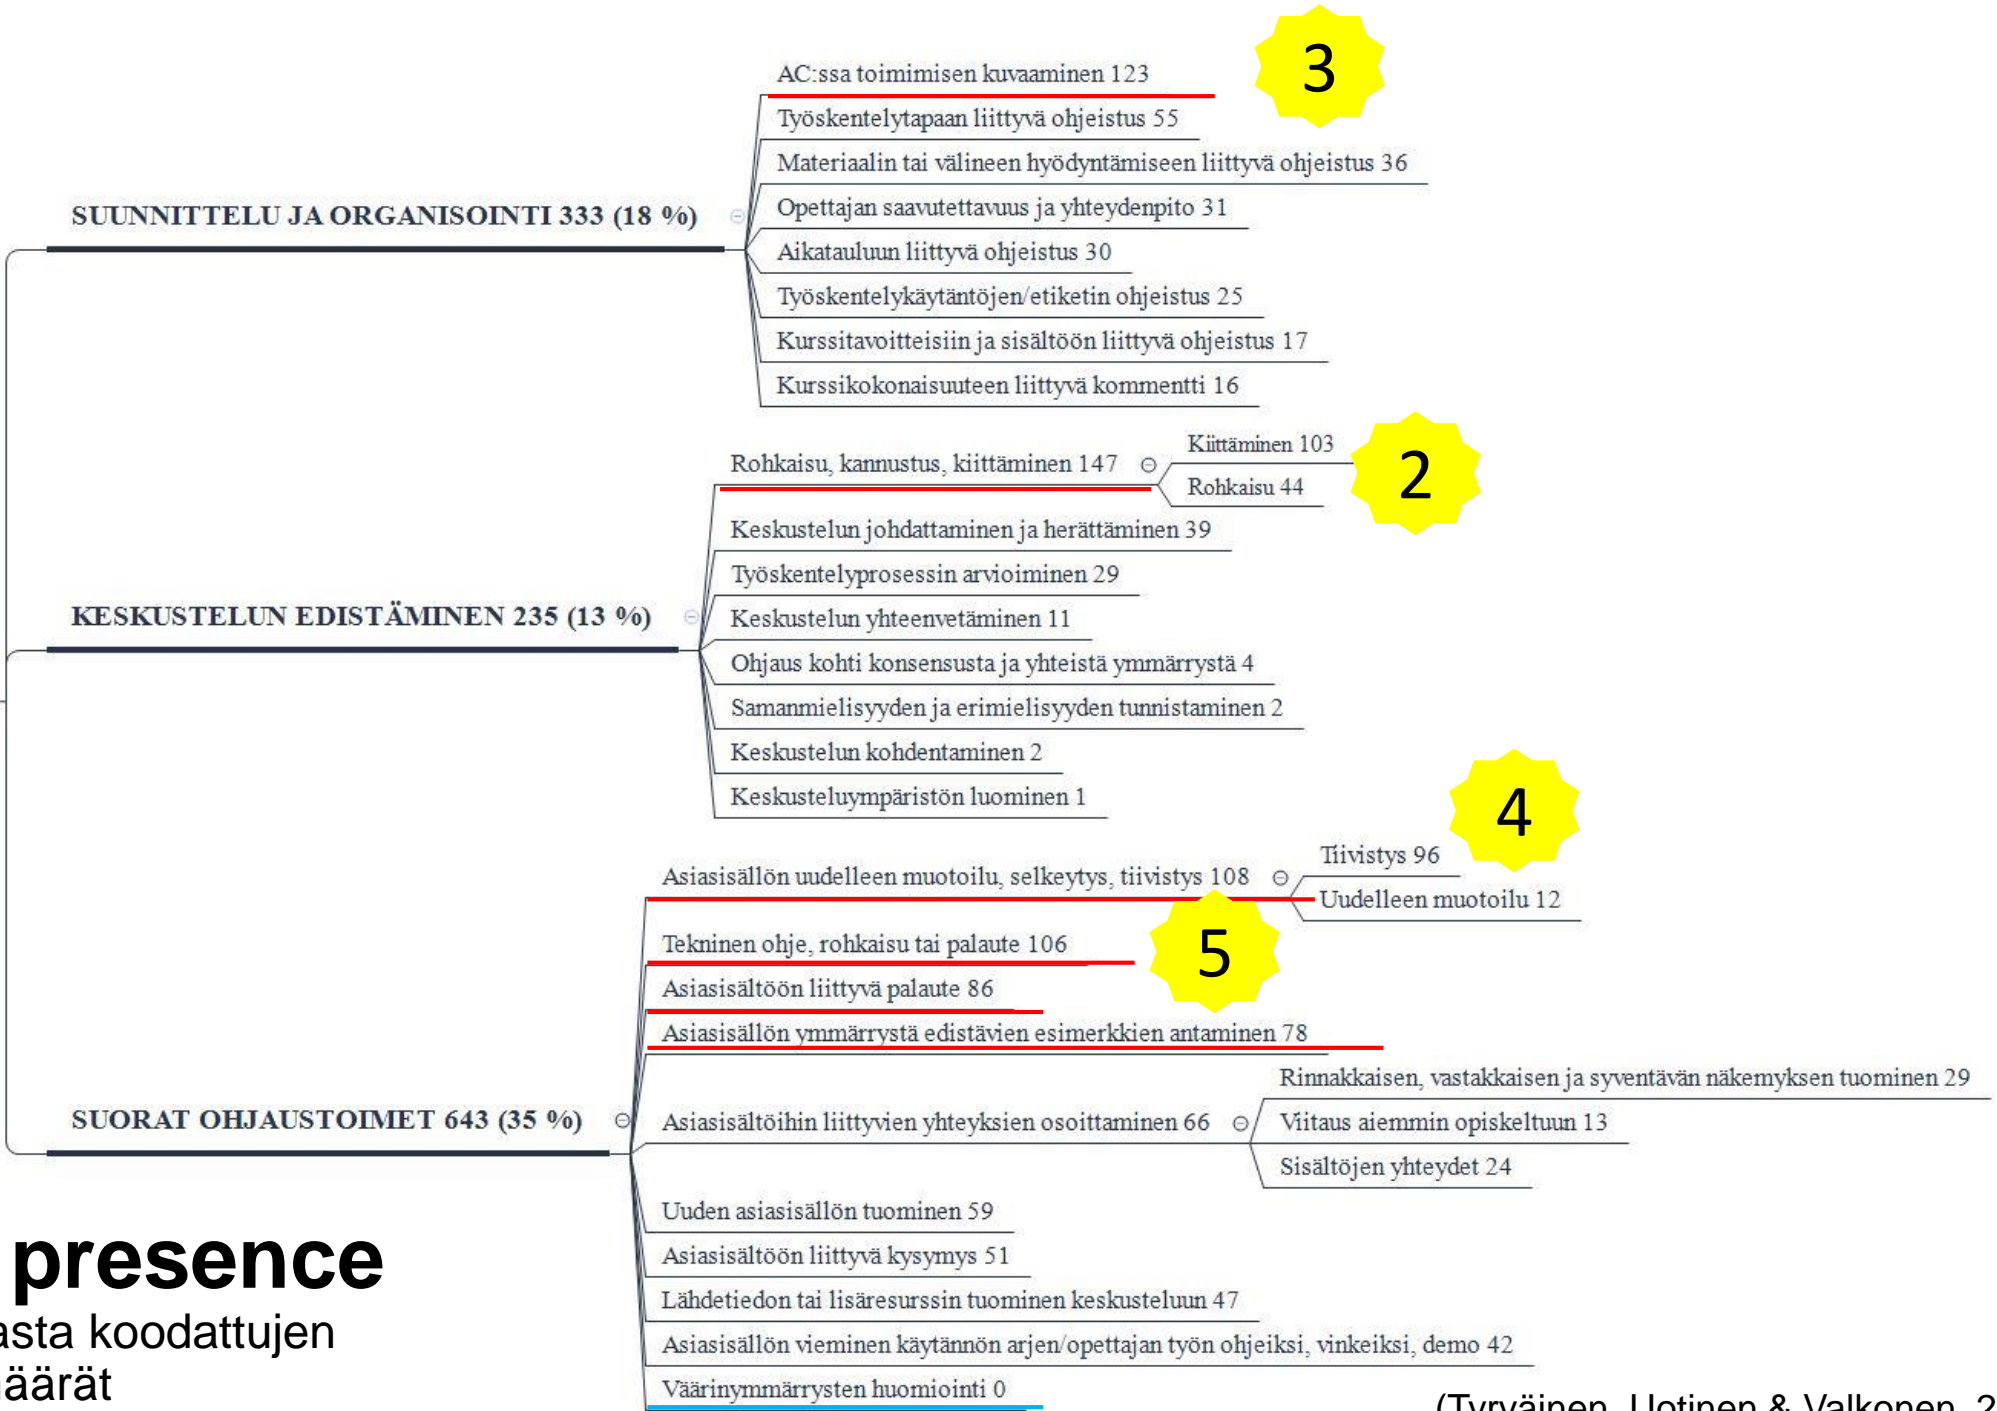 AC:ssa toimimisen kuvaaminen 123
3
Työskentelytapaan liittyvä ohjeistus 55
Materiaalin tai välineen hyödyntämiseen liittyvä ohjeistus 36
SUUNNITTELU JA ORGANISOINTI 333 (18 %)
Opettajan saavutettavuus ja yhteydenpito 31
Aikatauluun liittyvä ohjeistus 30
Työskentelykäytäntöjen/etiketin ohjeistus 25
Kurssitavoitteisiin ja sisältöön liittyvä ohjeistus 17
Kurssikokonaisuuteen liittyvä kommentti 16
Rohkaisu, kannustus, kiittäminen 147
Kiittäminen 103
Rohkaisu 44
2
Keskustelun johdattaminen ja herättäminen 39
Työskentelyprosessin arvioiminen 29
KESKUSTELUN EDISTÄMINEN 235 (13 %)
Keskustelun yhteenvetäminen 11
Ohjaus kohti konsensusta ja yhteistä ymmärrystä 4
Samanmielisyyden ja erimielisyyden tunnistaminen 2
Keskustelun kohdentaminen 2
Keskusteluympäristön luominen 1
4
Asiasisällön uudelleen muotoilu, selkeytys, tiivistys 108
Tiivistys 96
Uudelleen muotoilu 12
Tekninen ohje, rohkaisu tai palaute 106
5
Asiasisältöön liittyvä palaute 86
Asiasisällön ymmärrystä edistävien esimerkkien antaminen 78
SUORAT OHJAUSTOIMET 643 (35 %)
Asiasisältöihin liittyvien yhteyksien osoittaminen 66
Rinnakkaisen, vastakkaisen ja syventävän näkemyksen tuominen 29
Viitaus aiemmin opiskeltuun 13
Sisältöjen yhteydet 24
Uuden asiasisällön tuominen 59
Asiasisältöön liittyvä kysymys 51
Lähdetiedon tai lisäresurssin tuominen keskusteluun 47
Asiasisällön vieminen käytännön arjen/opettajan työn ohjeiksi, vinkeiksi, demo 42
Väärinymmärrysten huomiointi 0
presence
asta koodattujen
määrät
(Tyrväinen, Uotinen & Valkonen, 2